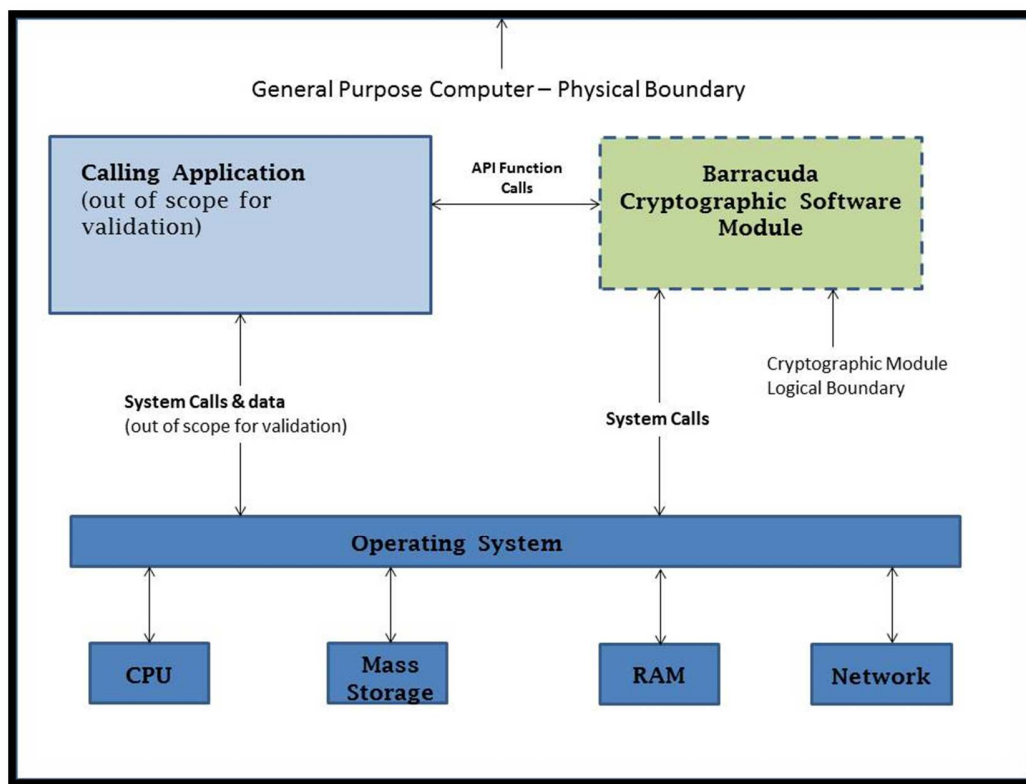 General Purpose Computer – Physical Boundary
Calling Application
(out of scope for
validation)
API Function
Calls
Barracuda
Cryptographic Software
Module
Cryptographic Module
Logical Boundary
System Calls & data
(out of scope for validation)
System Calls
Operating System
CPU
Mass
Storage
RAM
Network